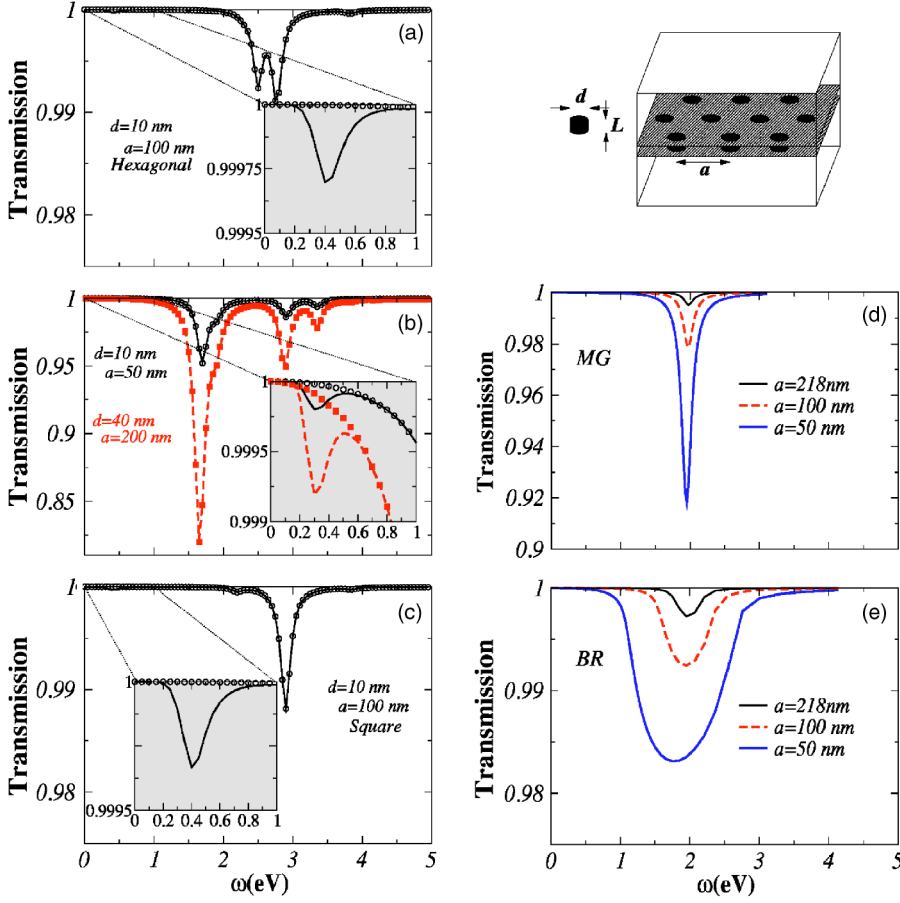 1
(a)
Transmission
0.99
0.98
d=10 nm
a=100 nm
Hexagonal
1
0.99975
0.9995
0 0.2 0.4 0.6 0.8 1
d
L
a
1
(b)
Transmission
0.95
0.9
0.85
d=10 nm
a=50 nm
d=40 nm
a=200 nm
1
0.9995
0.999
0 0.2 0.4 0.6 0.8 1
1
(d)
Transmission
0.98
0.96
0.94
0.92
0.9
MG
a=218nm
a=100 nm
a=50 nm
1
(c)
Transmission
0.99
0.98
d=10 nm
a=100 nm
Square
1
0.9995
0 0.2 0.4 0.6 0.8 1
0 1 2 3 4 5
ω(eV)
1
(e)
Transmission
0.99
0.98
BR
a=218nm
a=100 nm
a=50 nm
0 1 2 3 4 5
ω(eV)